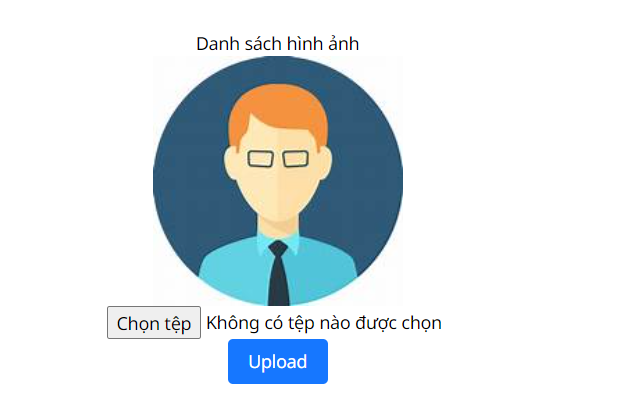 Danh sách hình ảnh
Chọn tệp Không có tệp nào được chọn
Upload